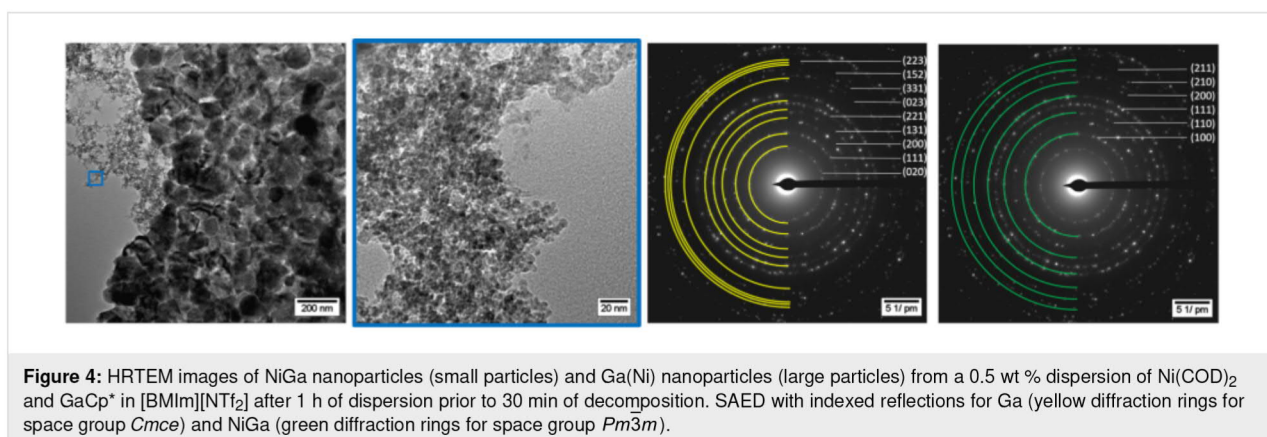 (223)
(152)
(331)
(023)
(221)
(131)
(200)
(111)
(020)
(211)
(210)
(200)
(111)
(110)
(100)
200 nm
20 nm
5 1/ pm
5 1/ pm
Figure 4: HRTEM images of NiGa nanoparticles (small particles) and Ga(Ni) nanoparticles (large particles) from a 0.5 wt % dispersion of Ni(COD)₂
and GaCp* in [BMIm][NTf₂] after 1 h of dispersion prior to 30 min of decomposition. SAED with indexed reflections for Ga (yellow diffraction rings for
space group Cmce) and NiGa (green diffraction rings for space group Pm3̅m).